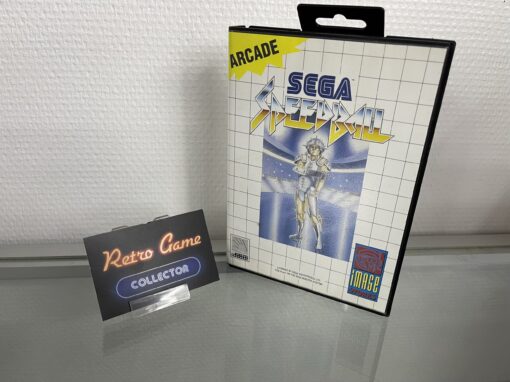 ARCADE
SEGA
SPEEDBALL
iMAGE
Retro Game
COLLECTOR